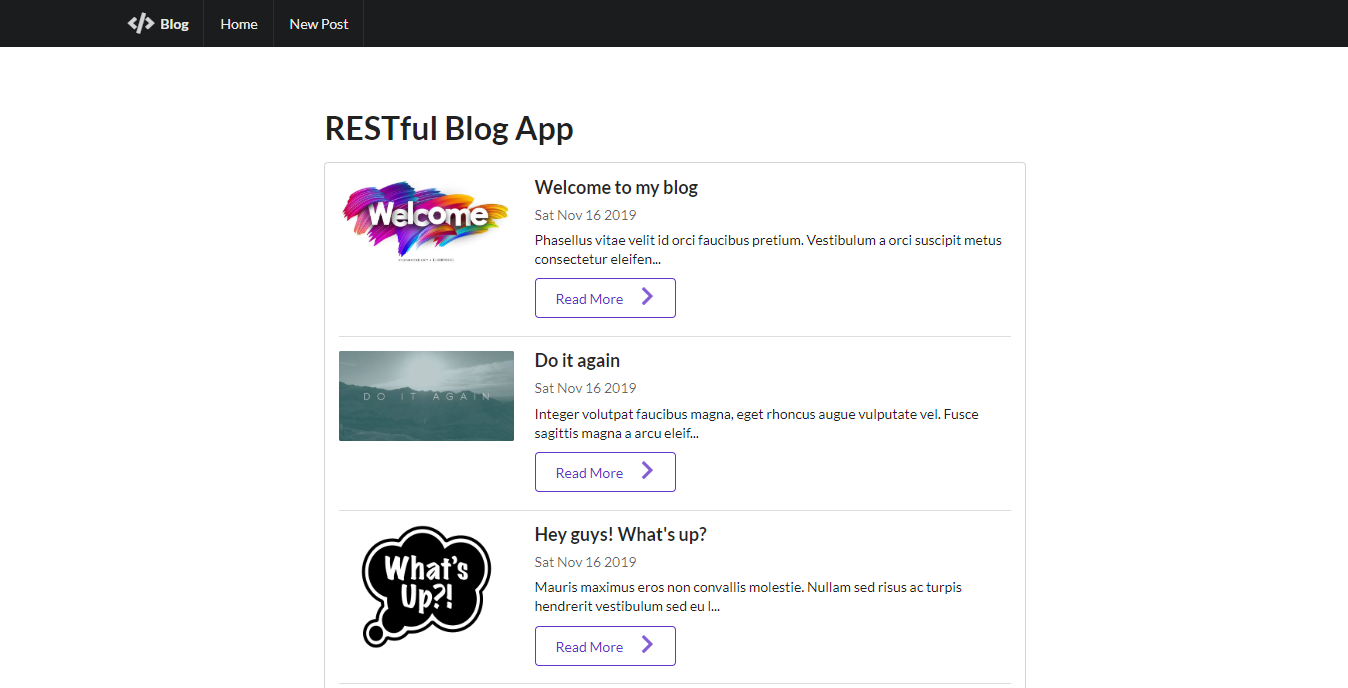 Blog
Home
New Post
RESTful Blog App
Welcome
Welcome to my blog
Sat Nov 16 2019
Phasellus vitae velit id orci faucibus pretium. Vestibulum a orci suscipit metus
consectetur eleifen...
Read More
DO IT AGAIN
Do it again
Sat Nov 16 2019
Integer volutpat faucibus magna, eget rhoncus augue vulputate vel. Fusce
sagittis magna a arcu eleif...
Read More
What's
Up?!
Hey guys! What's up?
Sat Nov 16 2019
Mauris maximus eros non convallis molestie. Nullam sed risus ac turpis
hendrerit vestibulum sed eu l...
Read More